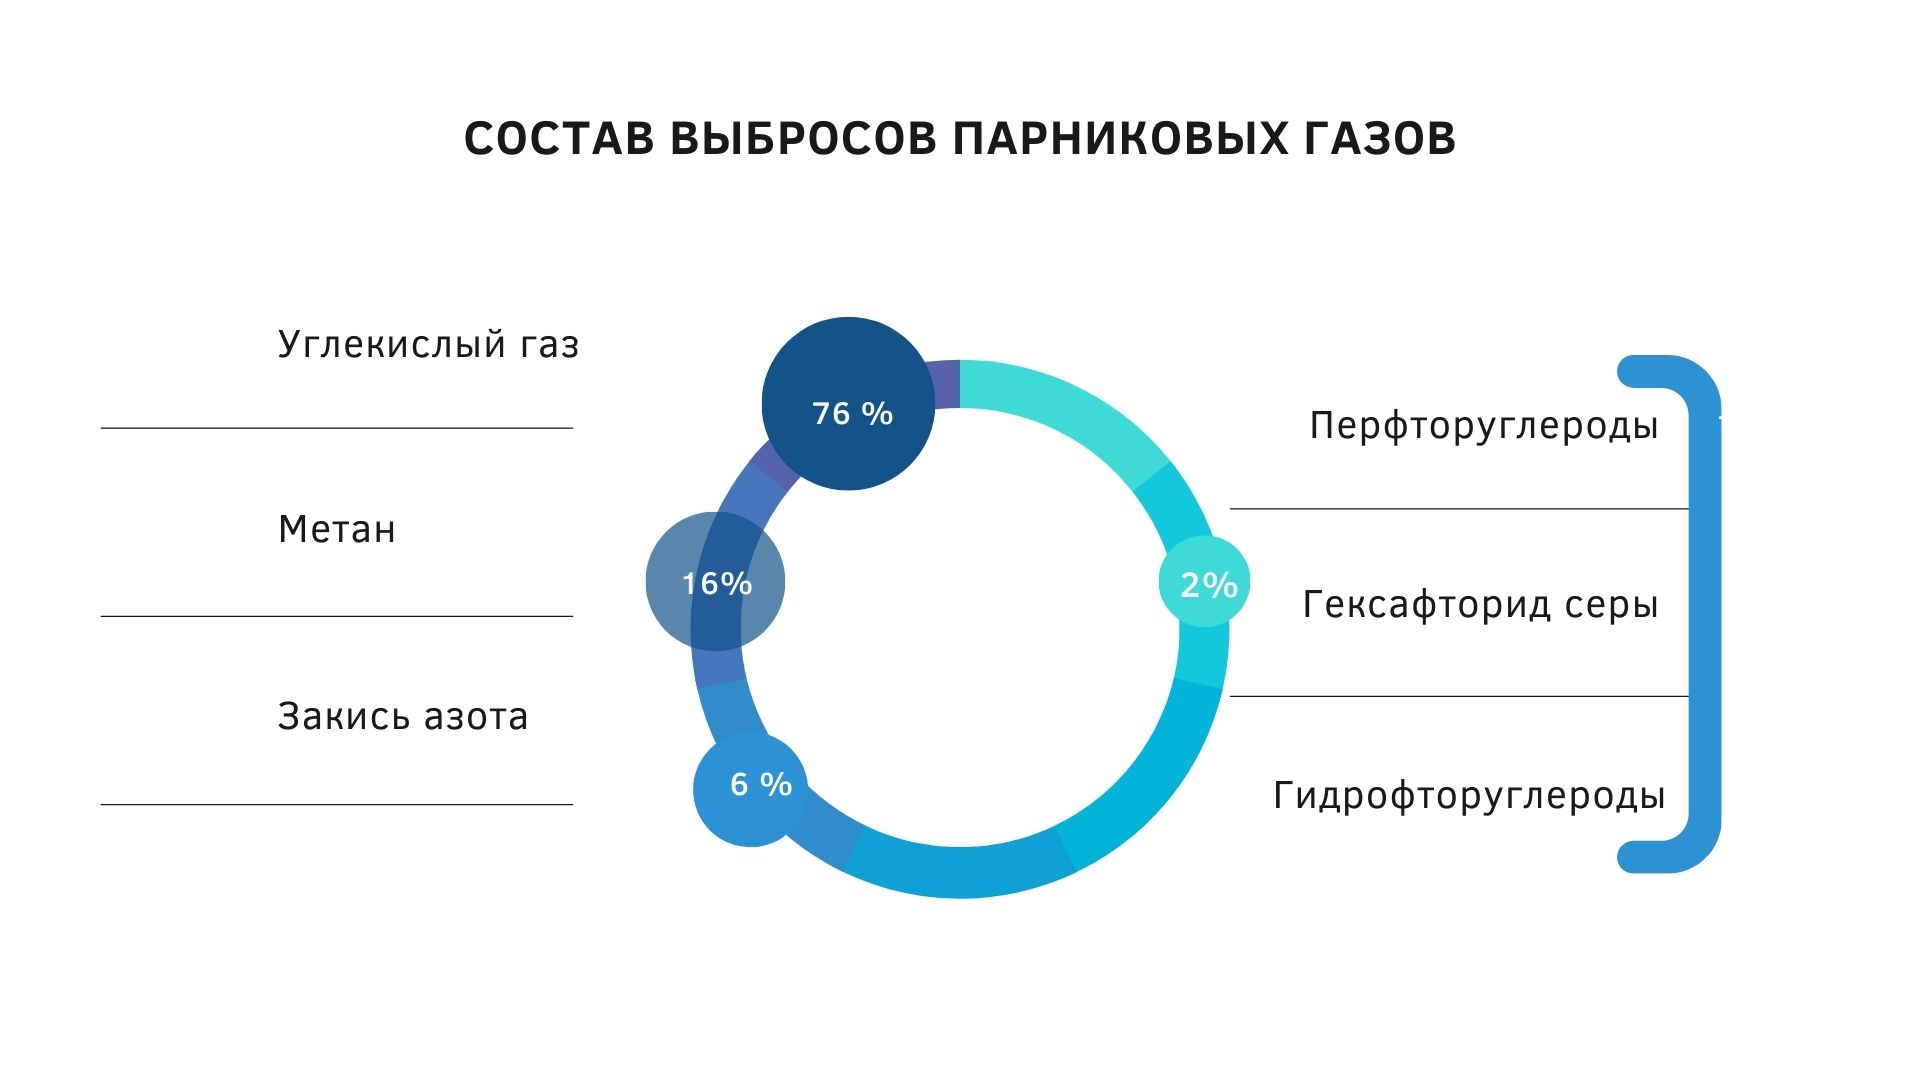 СОСТАВ ВЫБРОСОВ ПАРНИКОВЫХ ГАЗОВ
Углекислый газ
76 %
Метан
16%
Закись азота
6 %
2%
Перфторуглероды
Гексафторид серы
Гидрофторуглероды